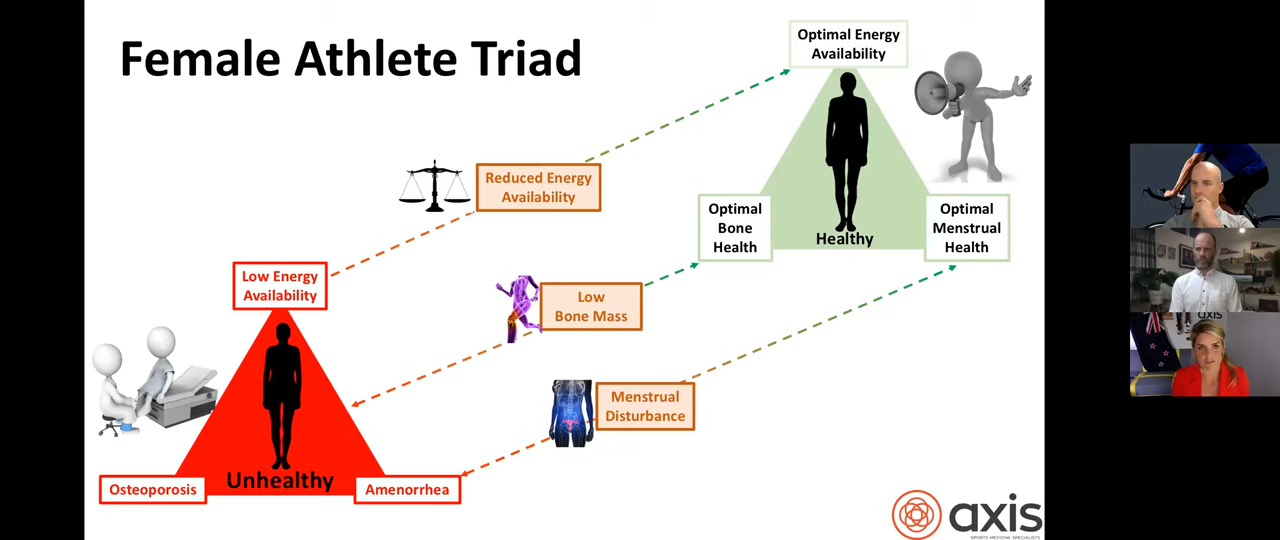 Female Athlete Triad
Optimal Energy
Availability
Reduced Energy
Availability
Optimal
Bone
Health
Healthy
Optimal
Menstrual
Health
Low Energy
Availability
Low
Bone Mass
Menstrual
Disturbance
Unhealthy
Osteoporosis
Amenorrhea
axis
SPORTS MEDICINE SPECIALISTS
axis